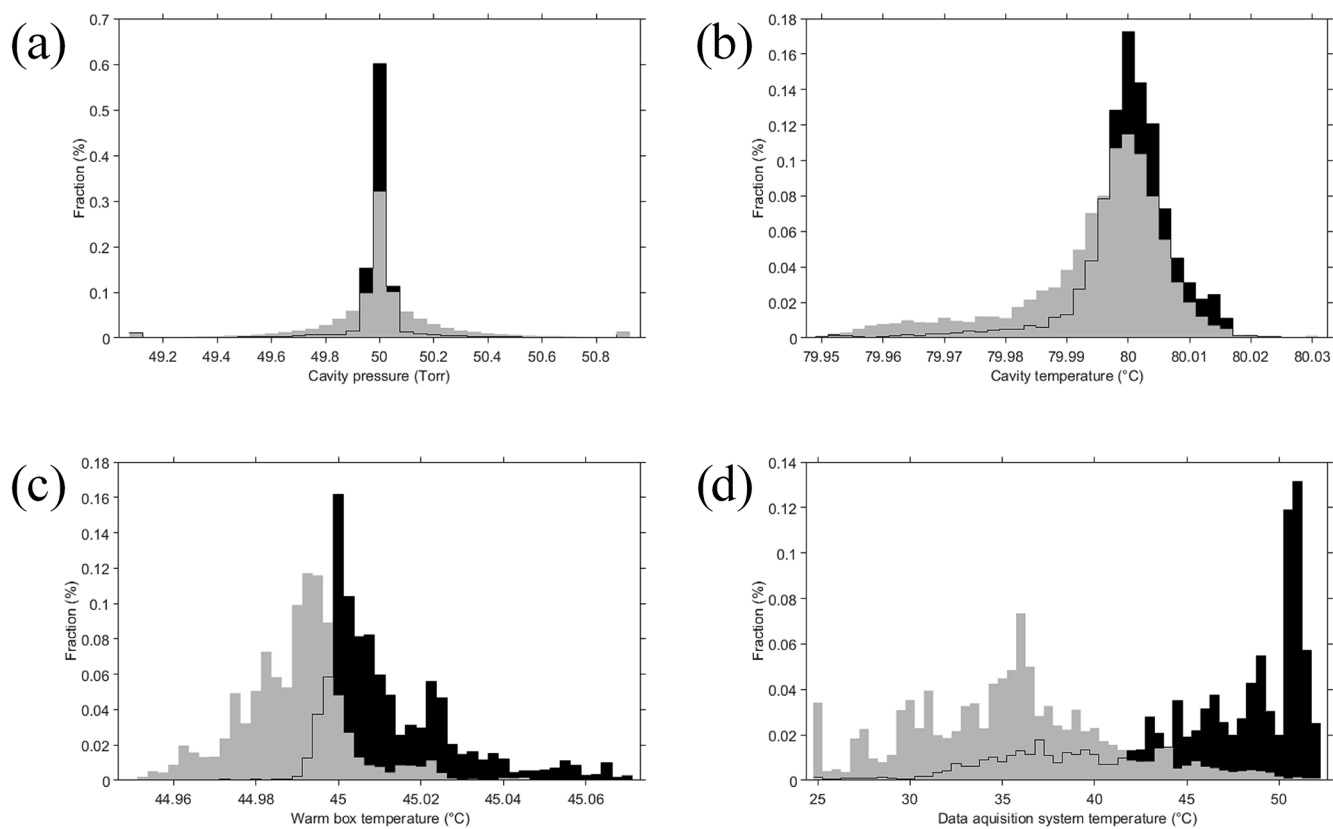 (a)
0.7
0.6
0.5
0.4
0.3
0.2
0.1
0
Fraction (%)
49.2 49.4 49.6 49.8 50 50.2 50.4 50.6 50.8
Cavity pressure (Torr)
(b)
0.18
0.16
0.14
0.12
0.1
0.08
0.06
0.04
0.02
0
Fraction (%)
79.95 79.96 79.97 79.98 79.99 80 80.01 80.02 80.03
Cavity temperature (°C)
(c)
0.18
0.16
0.14
0.12
0.1
0.08
0.06
0.04
0.02
0
Fraction (%)
44.96 44.98 45 45.02 45.04 45.06
Warm box temperature (°C)
(d)
0.14
0.12
0.1
0.08
0.06
0.04
0.02
0
Fraction (%)
25 30 35 40 45 50
Data aquisition system temperature (°C)